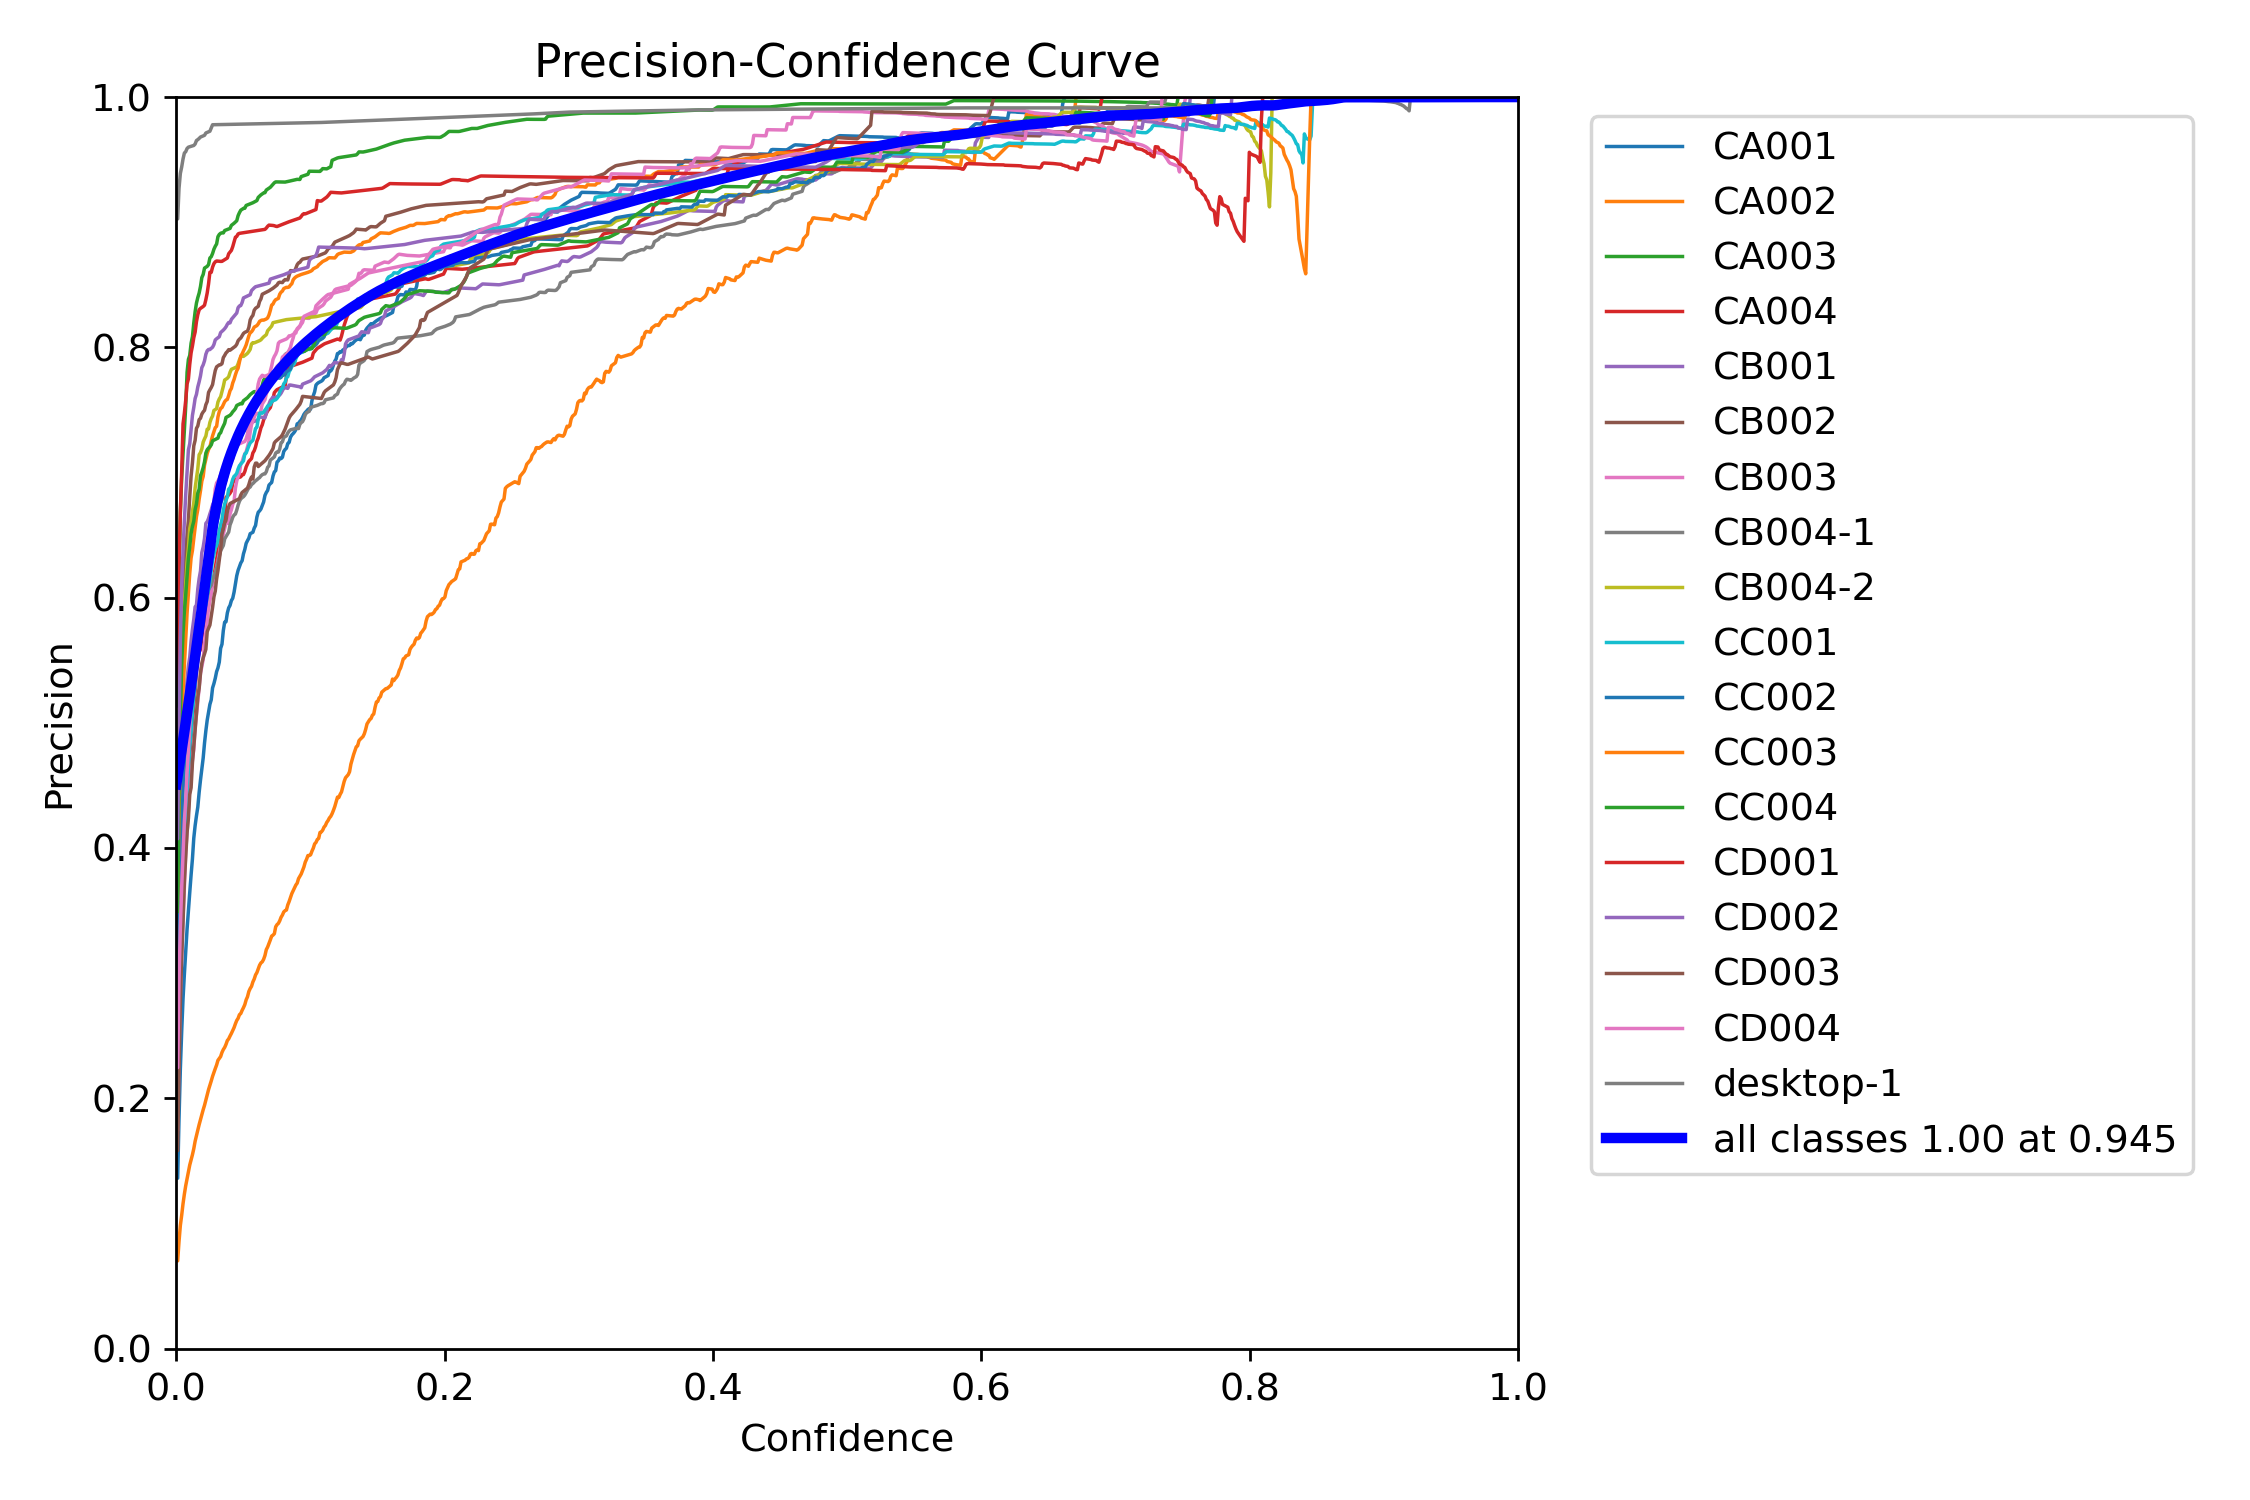 Precision-Confidence Curve
1.0
0.8
0.6
0.4
0.2
0.0
Precision
0.0 0.2 0.4 0.6 0.8 1.0
Confidence
CA001
CA002
CA003
CA004
CB001
CB002
CB003
CB004-1
CB004-2
CC001
CC002
CC003
CC004
CD001
CD002
CD003
CD004
desktop-1
all classes 1.00 at 0.945